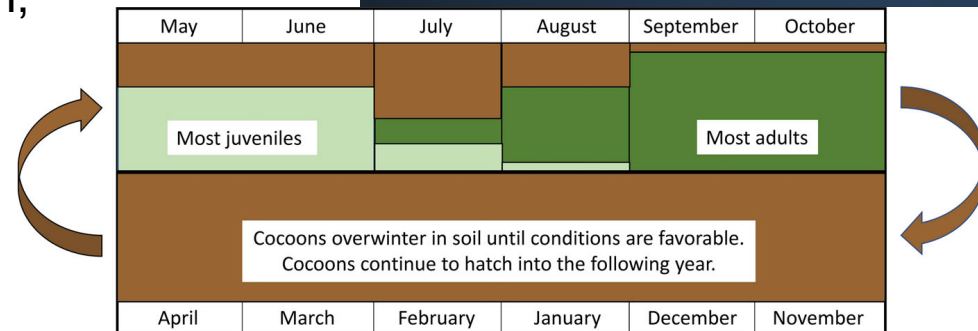 May June July August September October
Most juveniles
Most adults
Cocoons overwinter in soil until conditions are favorable.
Cocoons continue to hatch into the following year.
April March February January December November